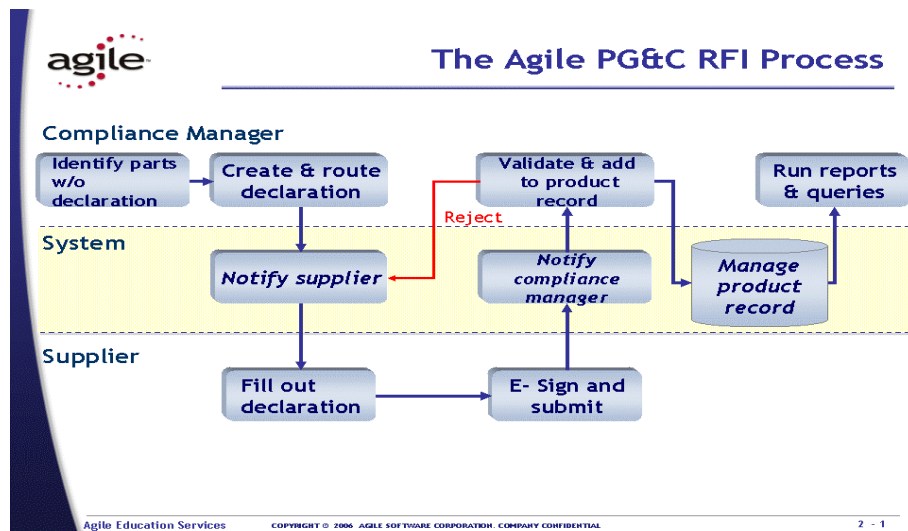 agile
The Agile PG&C RFI Process
Compliance Manager
Identify parts
w/o
declaration
Create & route
declaration
Validate & add
to product
record
Run reports
& queries
Reject
System
Notify supplier
Notify
compliance
manager
Manage
product
record
Supplier
Fill out
declaration
E- Sign and
submit
Agile Education Services
COPYRIGHT © 2006 AGILE SOFTWARE CORPORATION. COMPANY CONFIDENTIAL
2 - 1